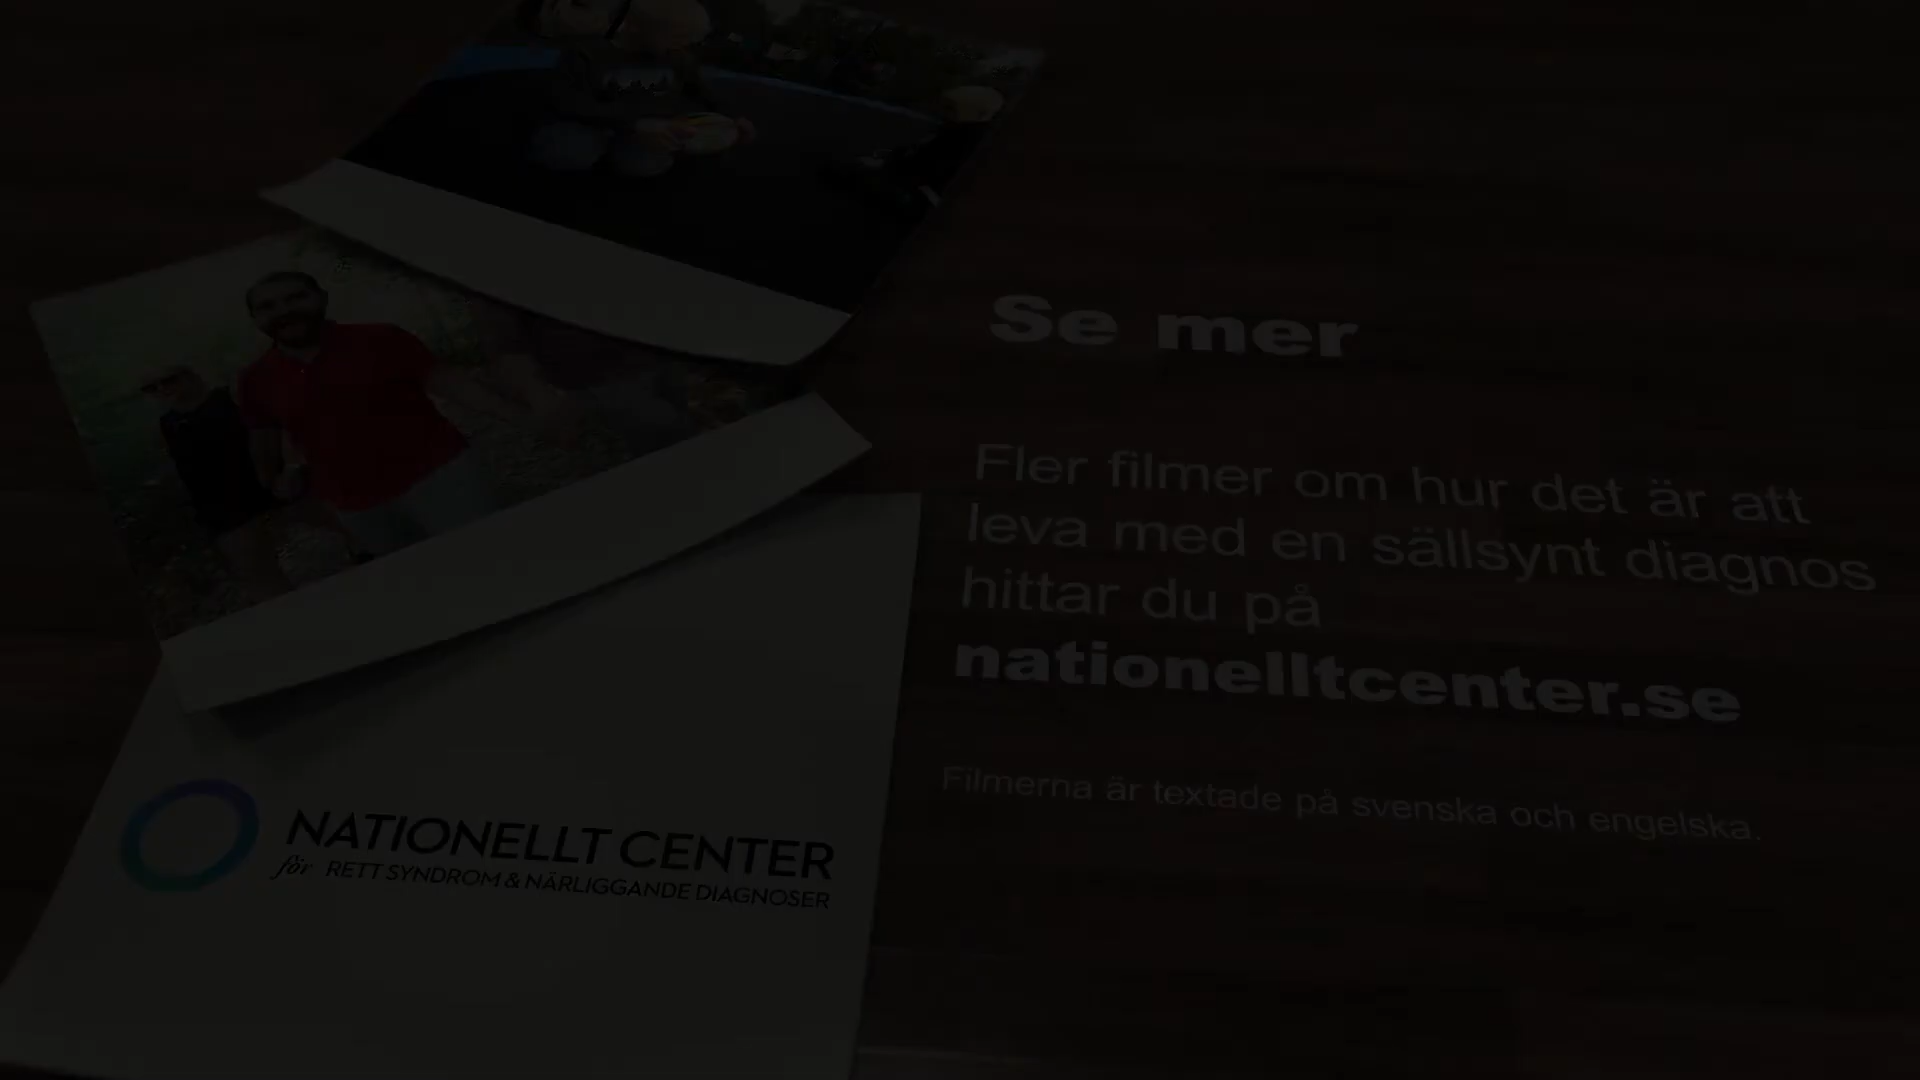 Se mer
Fler filmer om hur det är att
leva med en sällsynt diagnos
hittar du på
nationelltcenter.se
Filmerna är textade på svenska och engelska.
NATIONELLT CENTER
för RETT SYNDROM & NÄRLIGGANDE DIAGNOSER